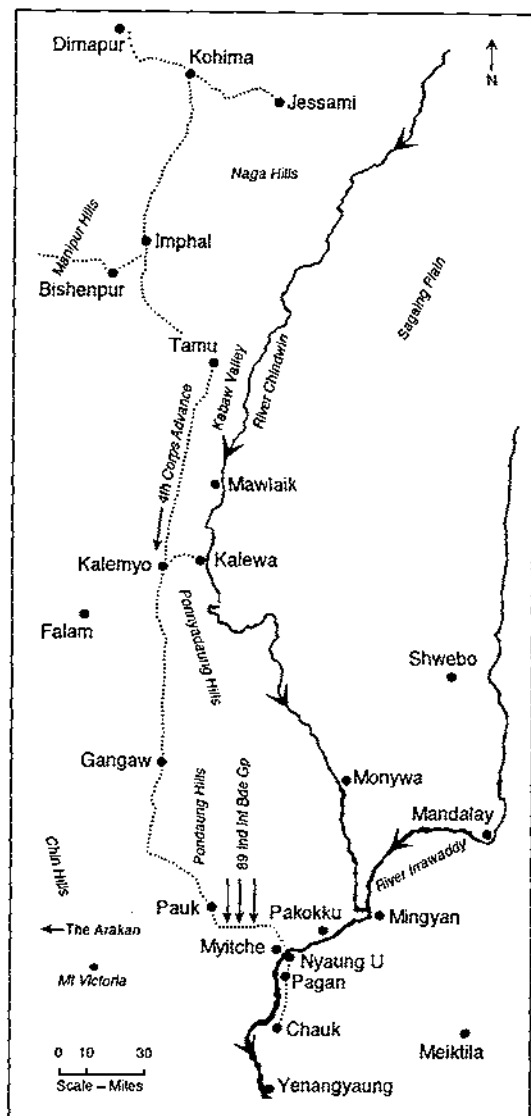 Dimapur
Kohima
N
Jessami
Naga Hills
Manipur Hills
Imphal
Bishenpur
Sagaing Plain
Tamu
Kabaw Valley
River Chindwin
4th Corps Advance
Mawlaik
Kalemyo
Kalewa
Falam
Ponnyadaung Hills
Shwebo
Gangaw
Pondaung Hills
89 Ind Inf Bde Gp
Monywa
Mandalay
River Irrawaddy
Chin Hills
Pauk
Pakokku
Mingyan
The Arakan
Myitche
Nyaung U
Mt Victoria
Pagan
Chauk
Meiktila
0 10 30
Scale – Miles
Yenangyaung